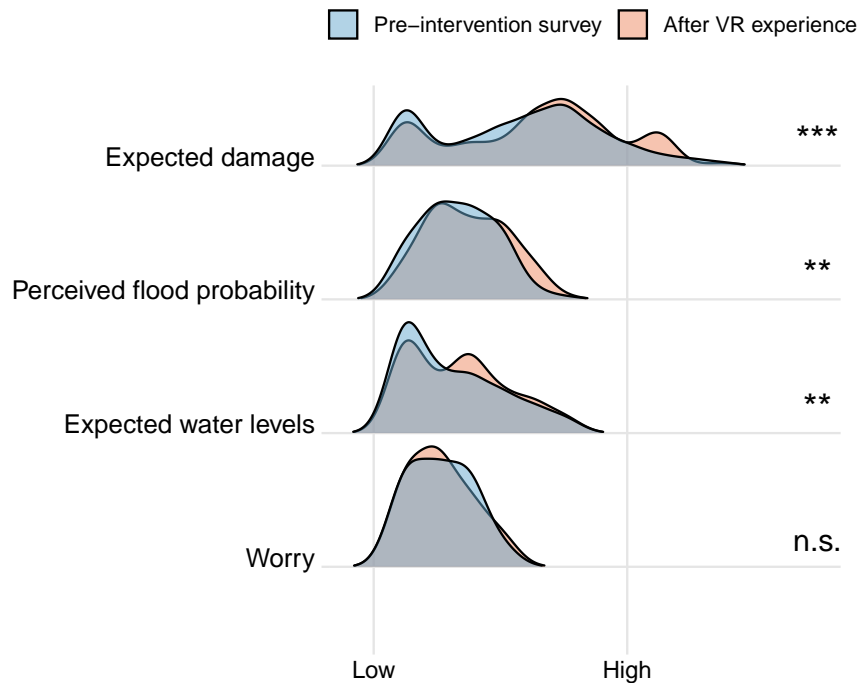 Pre−intervention survey After VR experience
Expected damage ***
Perceived flood probability **
Expected water levels **
Worry n.s.
Low High